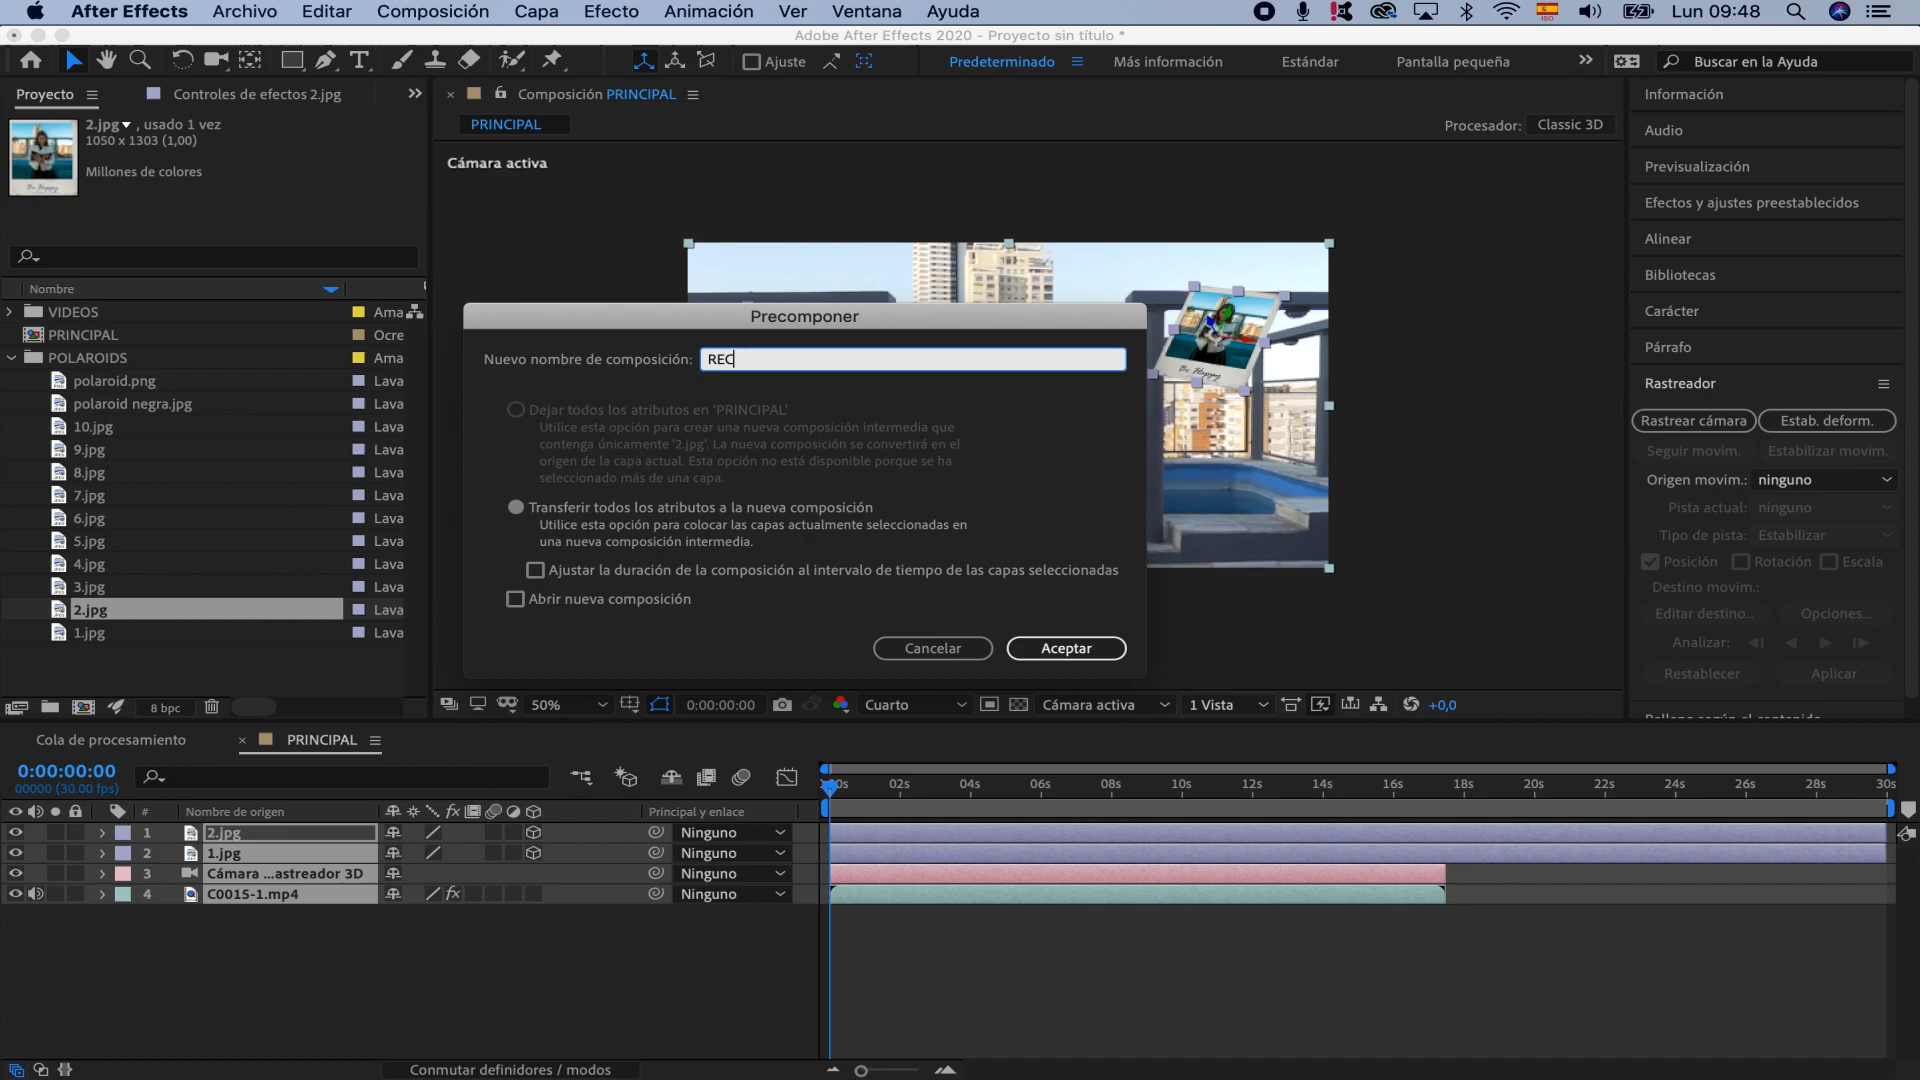 After Effects Archivo Editar Composición Capa Efecto Animación Ver Ventana Ayuda Lun 09:48
Adobe After Effects 2020 - Proyecto sin título *
Ajuste Predeterminado Más información Estándar Pantalla pequeña Buscar en la Ayuda
Proyecto Controles de efectos 2.jpg
2.jpg , usado 1 vez
1050 x 1303 (1,00)
Millones de colores
Nombre
VIDEOS Ama
PRINCIPAL Ocre
POLAROIDS Ama
polaroid.png Lava
polaroid negra.jpg Lava
10.jpg Lava
9.jpg Lava
8.jpg Lava
7.jpg Lava
6.jpg Lava
5.jpg Lava
4.jpg Lava
3.jpg Lava
2.jpg Lava
1.jpg Lava
8 bpc
Composición PRINCIPAL
PRINCIPAL
Procesador: Classic 3D
Cámara activa
Be Happy
Precomponer
Nuevo nombre de composición: REC
Dejar todos los atributos en 'PRINCIPAL'
Utilice esta opción para crear una nueva composición intermedia que
contenga únicamente '2.jpg'. La nueva composición se convertirá en el
origen de la capa actual. Esta opción no está disponible porque se ha
seleccionado más de una capa.
Transferir todos los atributos a la nueva composición
Utilice esta opción para colocar las capas actualmente seleccionadas en
una nueva composición intermedia.
Ajustar la duración de la composición al intervalo de tiempo de las capas seleccionadas
Abrir nueva composición
Cancelar Aceptar
50% 0:00:00:00 Cuarto Cámara activa 1 Vista +0,0
Información
Audio
Previsualización
Efectos y ajustes preestablecidos
Alinear
Bibliotecas
Carácter
Párrafo
Rastreador
Rastrear cámara Estab. deform.
Seguir movim. Estabilizar movim.
Origen movim.: ninguno
Pista actual: ninguno
Tipo de pista: Estabilizar
Posición Rotación Escala
Destino movim.:
Editar destino... Opciones...
Analizar:
Restablecer Aplicar
Relleno según el contenido
Cola de procesamiento PRINCIPAL
0:00:00:00
00000 (30.00 fps)
00s 02s 04s 06s 08s 10s 12s 14s 16s 18s 20s 22s 24s 26s 28s 30s
# Nombre de origen fx Principal y enlace
1 2.jpg Ninguno
2 1.jpg Ninguno
3 Cámara ...astreador 3D Ninguno
4 C0015-1.mp4 fx Ninguno
Conmutar definidores / modos